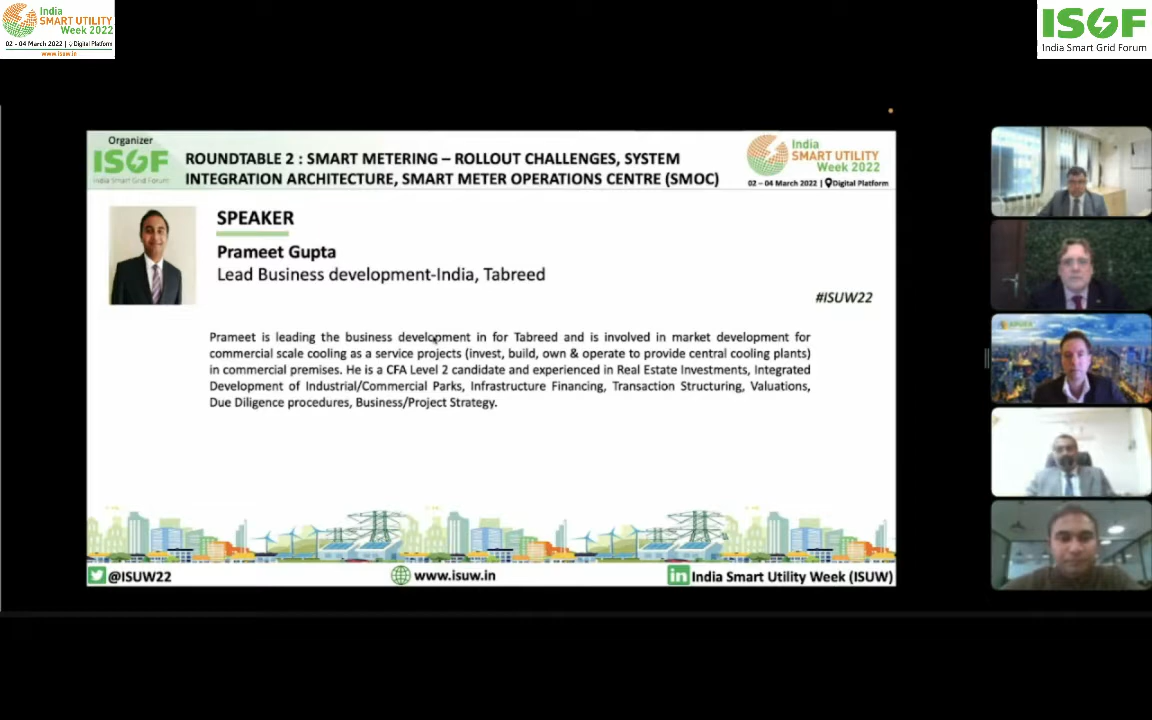 India
SMART UTILITY
Week 2022
02 - 04 March 2022 | Digital Platform
www.isuw.in
ISGF
India Smart Grid Forum
Organizer
ISGF
India Smart Grid Forum
ROUNDTABLE 2 : SMART METERING – ROLLOUT CHALLENGES, SYSTEM
INTEGRATION ARCHITECTURE, SMART METER OPERATIONS CENTRE (SMOC)
India
SMART UTILITY
Week 2022
02 – 04 March 2022 | Digital Platform
SPEAKER
Prameet Gupta
Lead Business development-India, Tabreed
#ISUW22
Prameet is leading the business development in for Tabreed and is involved in market development for
commercial scale cooling as a service projects (invest, build, own & operate to provide central cooling plants)
in commercial premises. He is a CFA Level 2 candidate and experienced in Real Estate Investments, Integrated
Development of Industrial/Commercial Parks, Infrastructure Financing, Transaction Structuring, Valuations,
Due Diligence procedures, Business/Project Strategy.
@ISUW22
www.isuw.in
in India Smart Utility Week (ISUW)